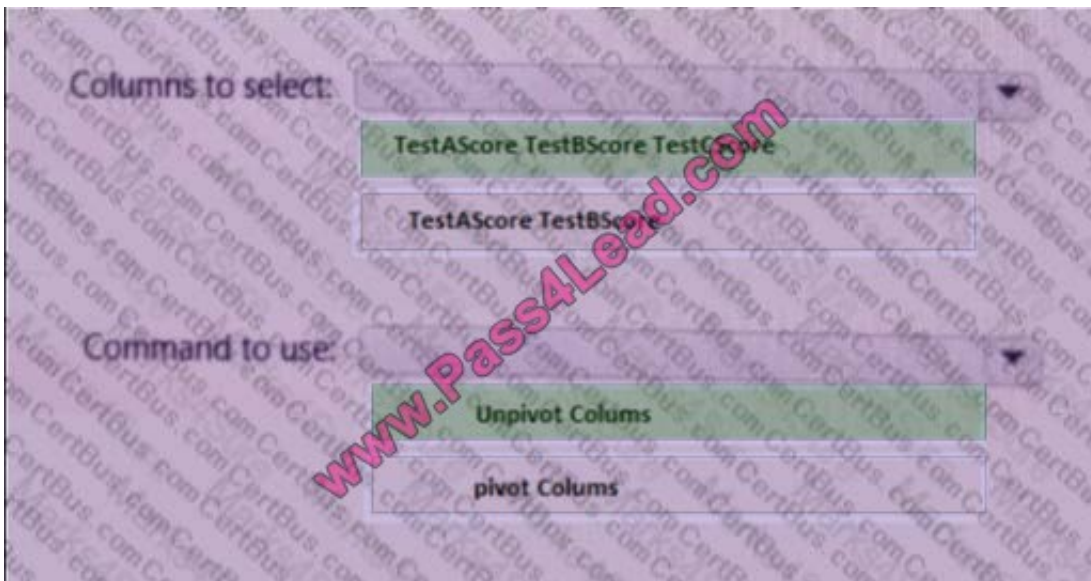 Columns to select:
TestAScore TestBScore TestCScore
TestAScore TestBScore
Command to use:
Unpivot Colums
pivot Colums
www.Pass4Lead.com